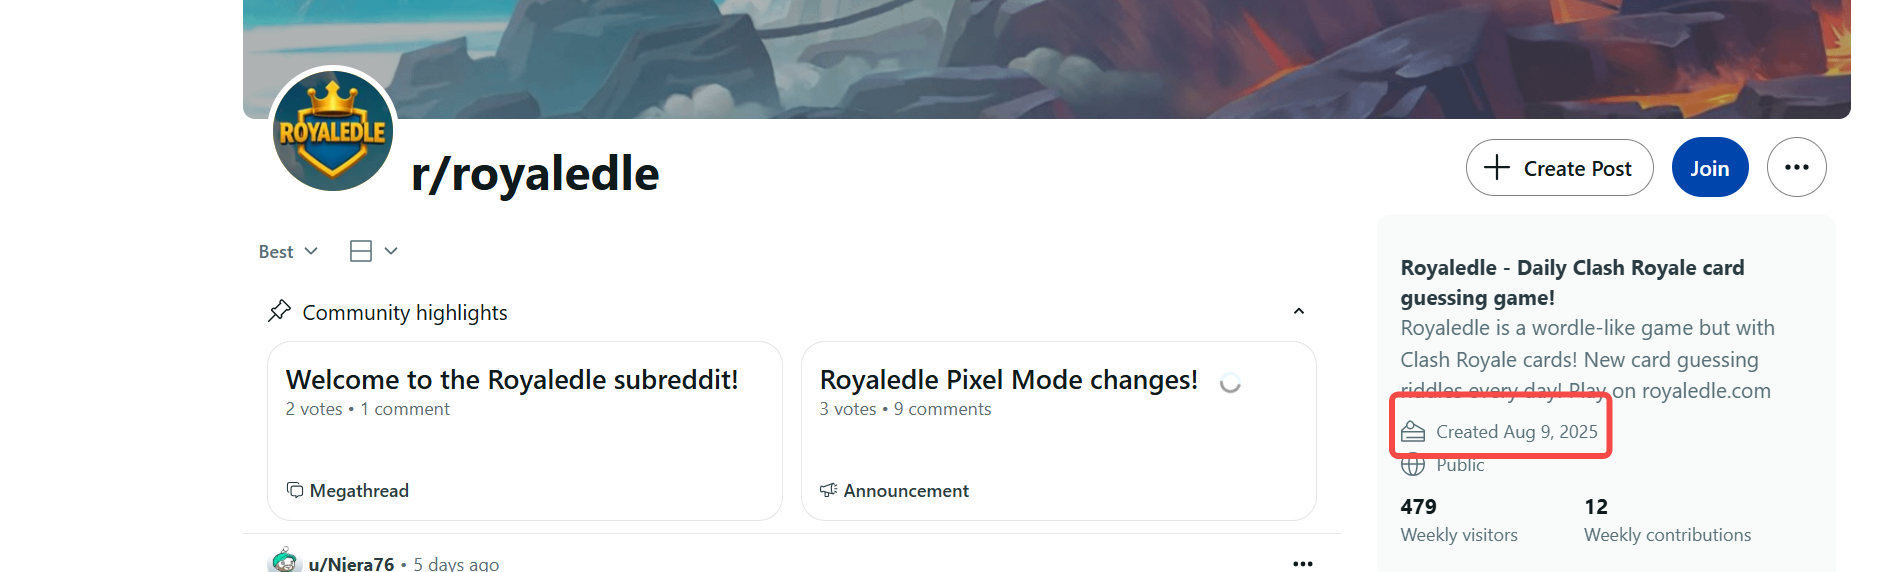 ROYALEDLE
r/royaledle
Create Post
Join
Best
Community highlights
Welcome to the Royaledle subreddit!
2 votes • 1 comment
Megathread
Royaledle Pixel Mode changes!
3 votes • 9 comments
Announcement
u/Njera76 • 5 days ago
Royaledle - Daily Clash Royale card
guessing game!
Royaledle is a wordle-like game but with
Clash Royale cards! New card guessing
riddles every day! Play on royaledle.com
Created Aug 9, 2025
Public
479
Weekly visitors
12
Weekly contributions